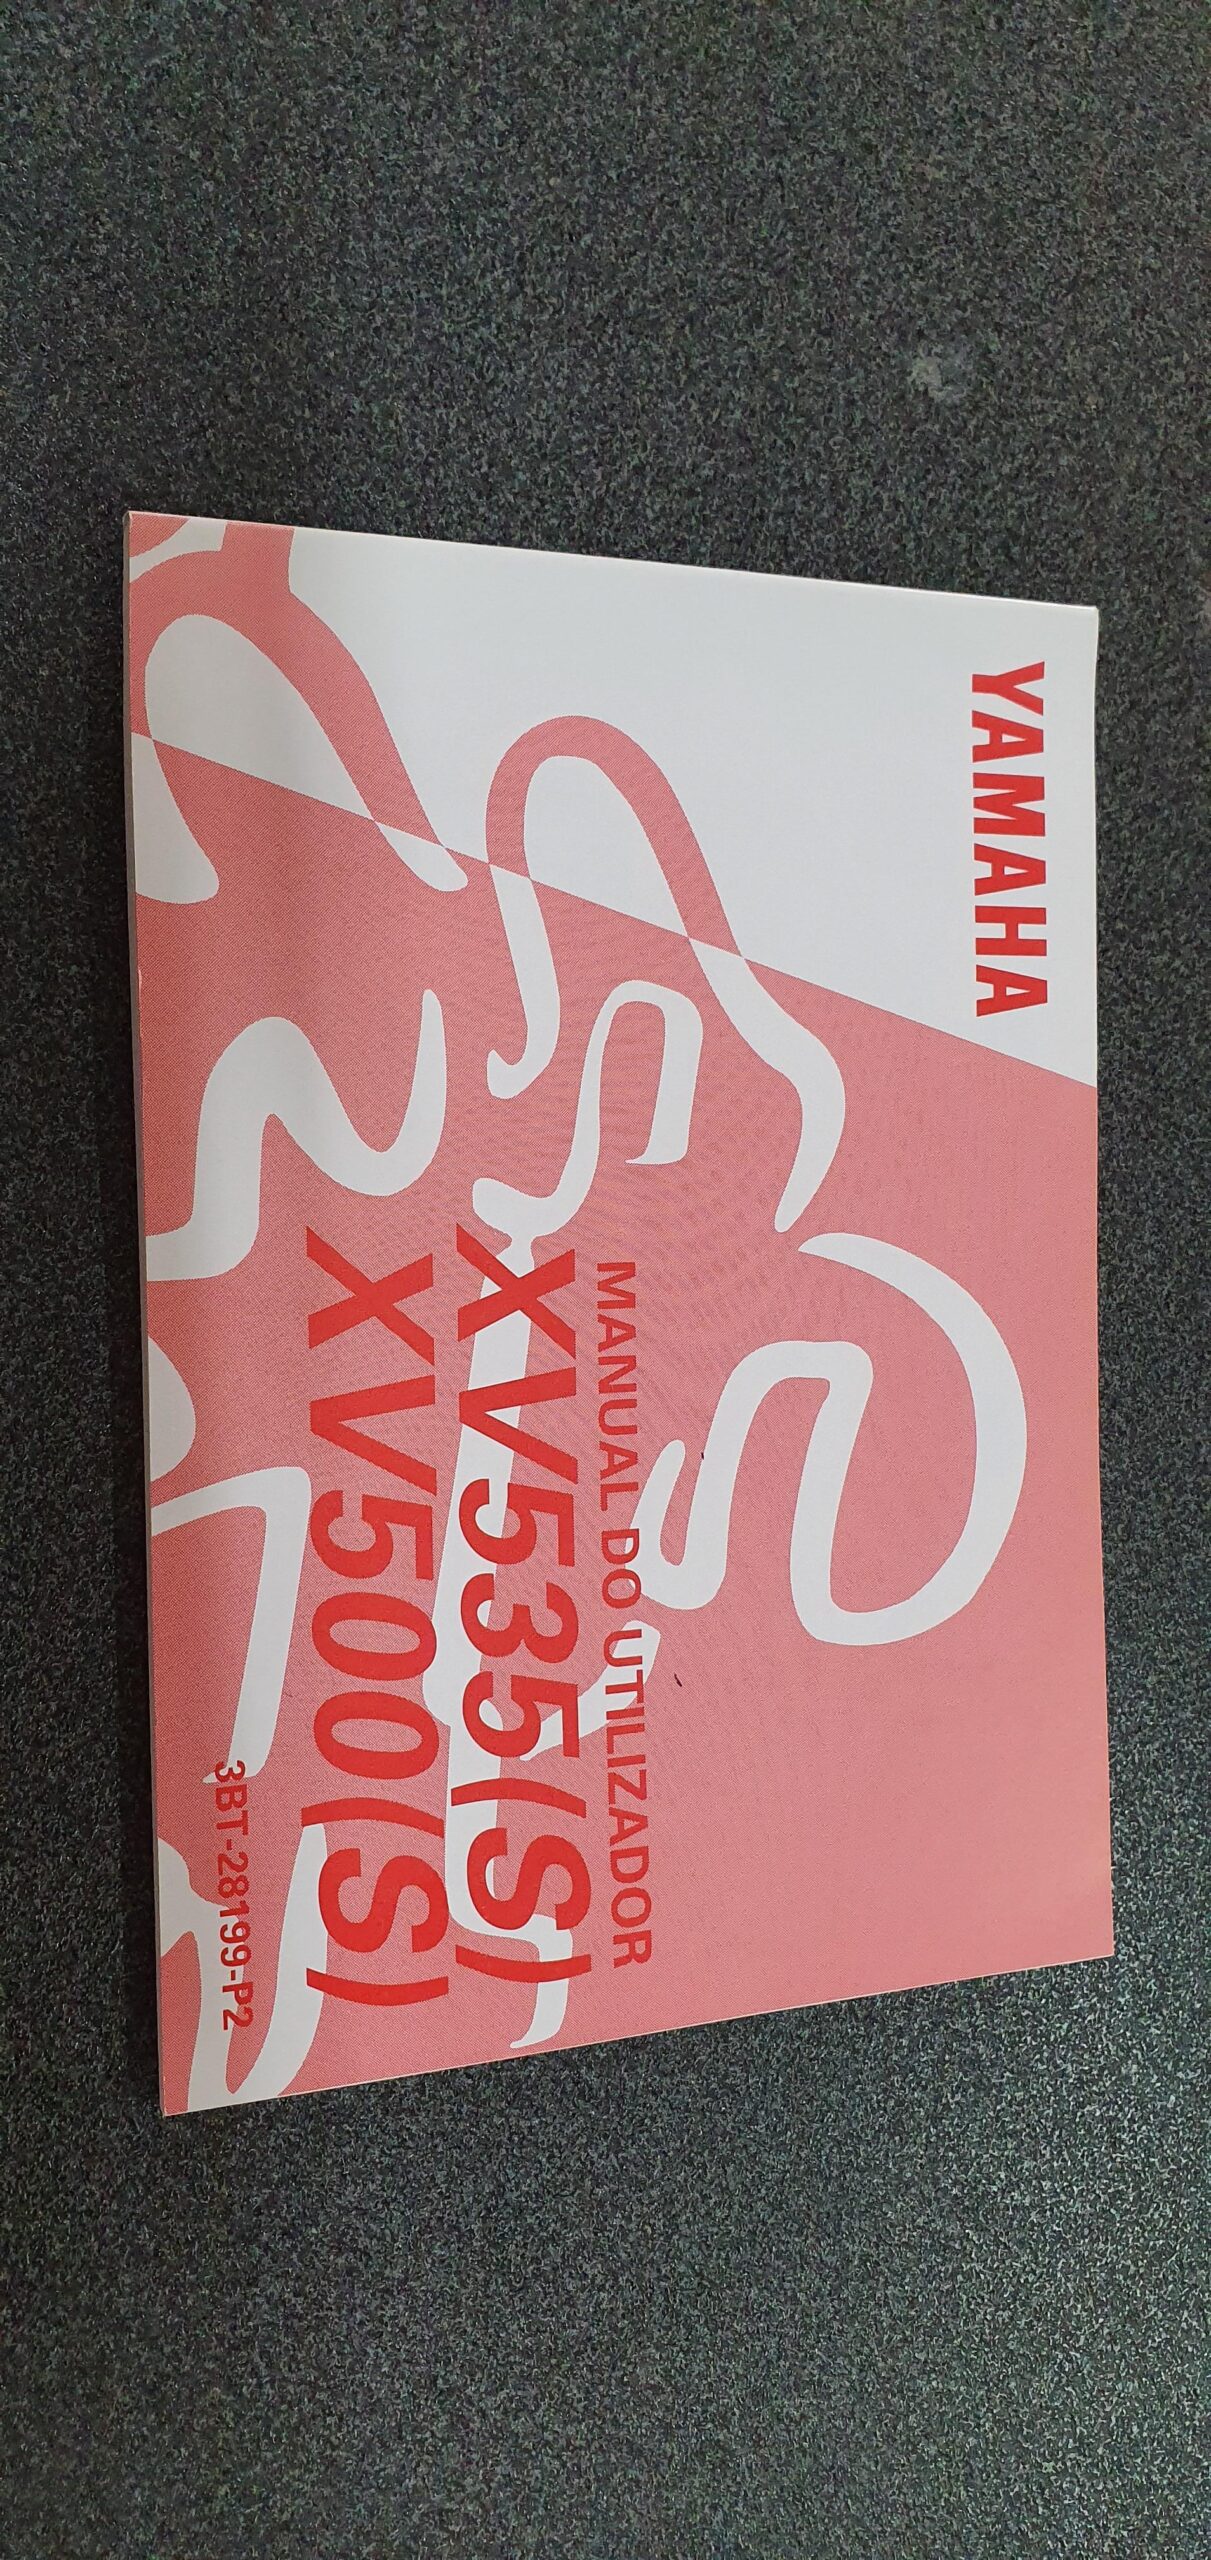 YAMAHA
MANUAL DO UTILIZADOR
XV535(S)
XV500(S)
3BT-28199-P2